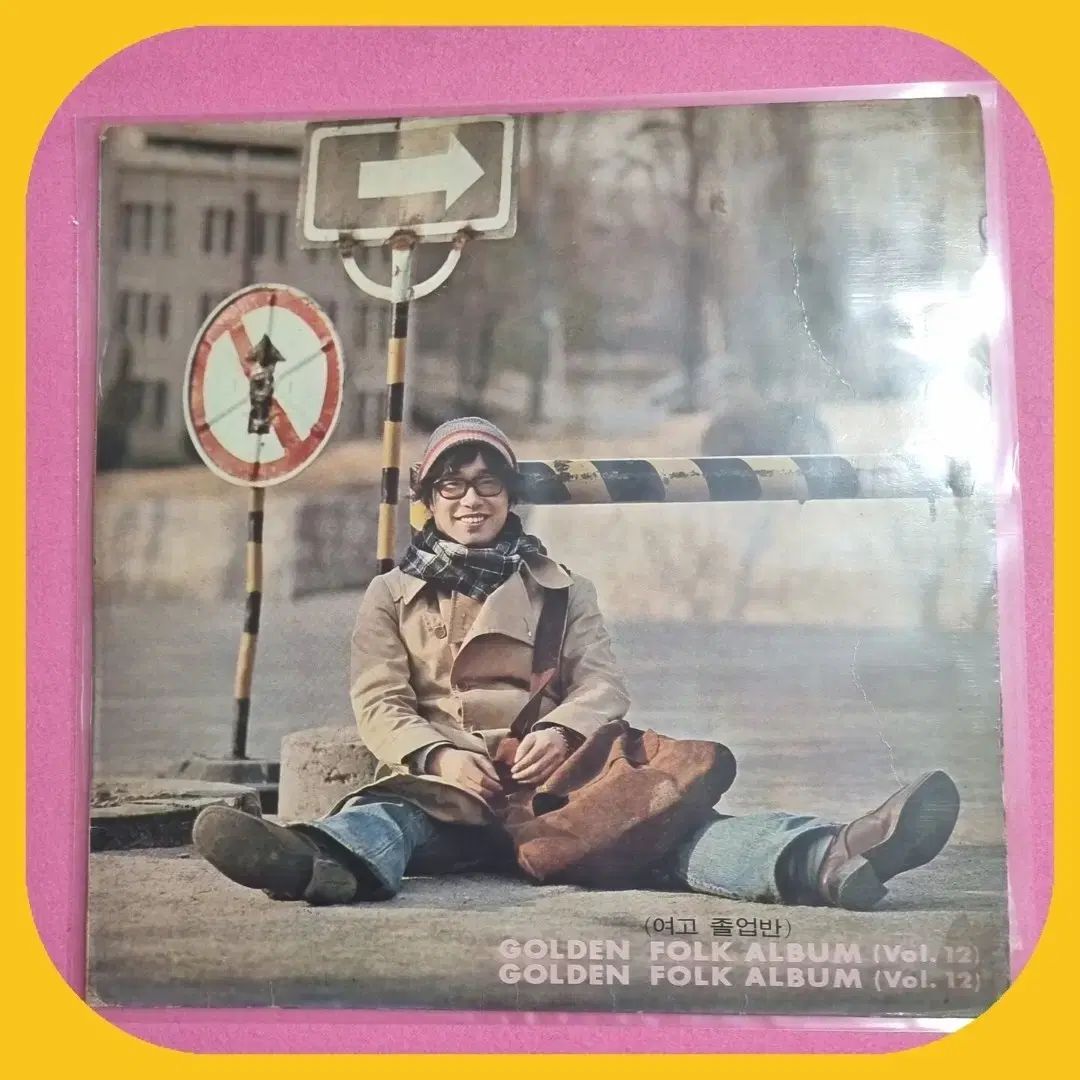 (여고 졸업반)
GOLDEN FOLK ALBUM (Vol. 12)
GOLDEN FOLK ALBUM (Vol. 12)